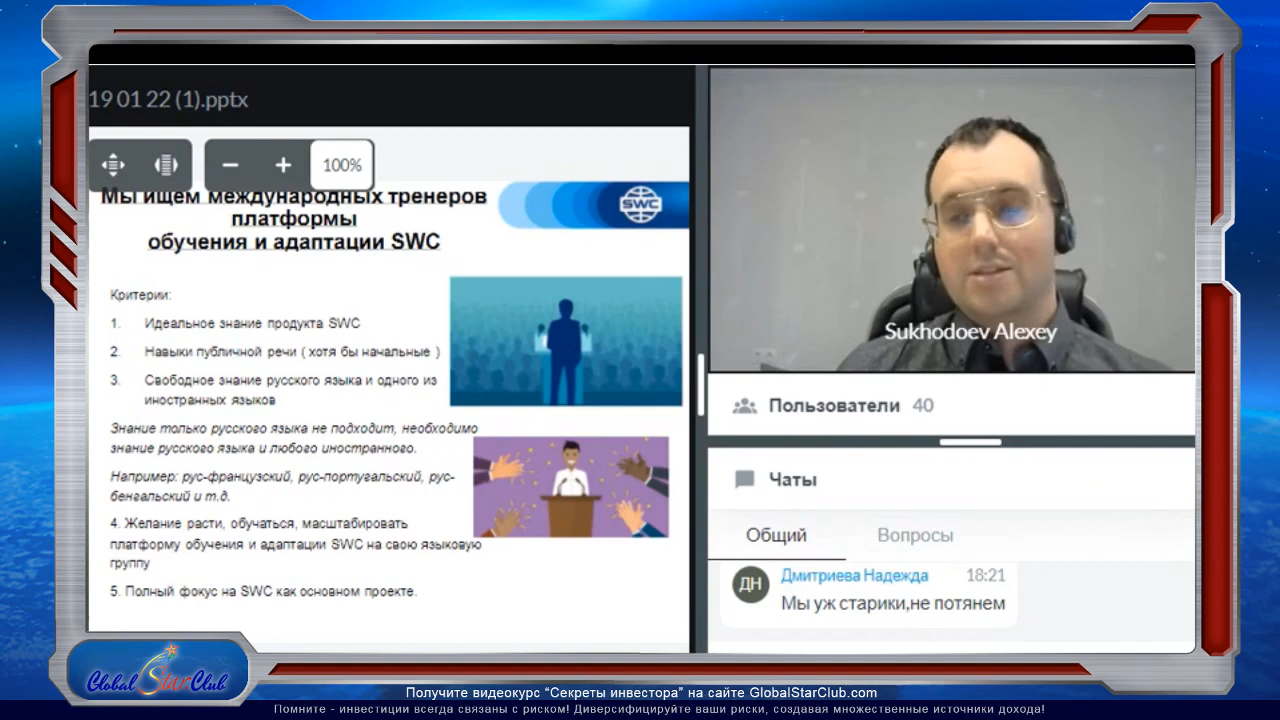 19 01 22 (1).pptx
100%
Мы ищем международных тренеров
платформы
обучения и адаптации SWC
SWC
Критерии:
1. Идеальное знание продукта SWC
2. Навыки публичной речи ( хотя бы начальные )
3. Свободное знание русского языка и одного из
иностранных языков
Знание только русского языка не подходит, необходимо
знание русского языка и любого иностранного.
Например: рус-французский, рус-португальский, рус-
бенгальский и т.д.
4. Желание расти, обучаться, масштабировать
платформу обучения и адаптации SWC на свою языковую
группу
5. Полный фокус на SWC как основном проекте.
Sukhodoev Alexey
Пользователи 40
Чаты
Общий Вопросы
ДН Дмитриева Надежда 18:21
Мы уж старики,не потянем
Global Star Club
Получите видеокурс "Секреты инвестора" на сайте GlobalStarClub.com
Помните - инвестиции всегда связаны с риском! Диверсифицируйте ваши риски, создавая множественные источники дохода!